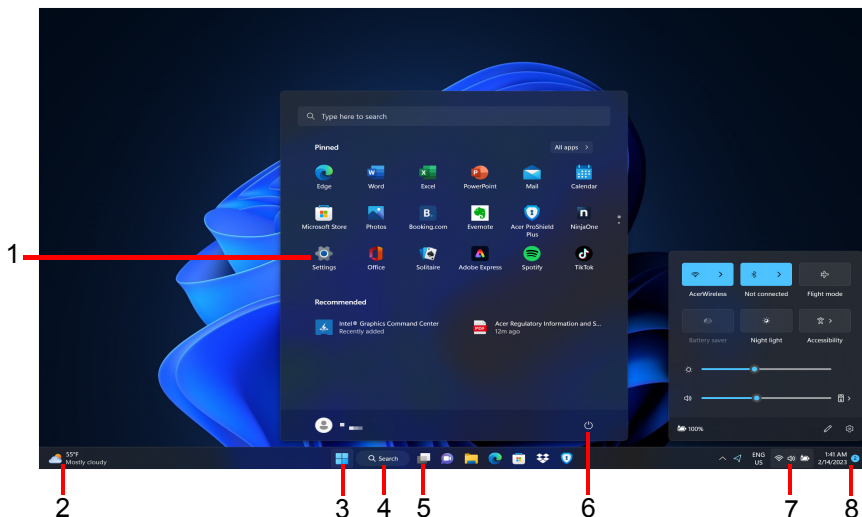 Type here to search
Pinned
All apps >
Edge
Word
Excel
PowerPoint
Mail
Calendar
Microsoft Store
Photos
Booking.com
Evernote
Acer ProShield
Plus
NinjaOne
1
Settings
Office
Solitaire
Adobe Express
Spotify
TikTok
AcerWireless
Not connected
Flight mode
Recommended
Intel® Graphics Command Center
Recently added
PDF
Acer Regulatory Information and S...
12m ago
Battery saver
Night light
Accessibility
100%
55°F
Mostly cloudy
Search
ENG
US
1:41 AM
2/14/2023
2
2
3
4
5
6
7
8